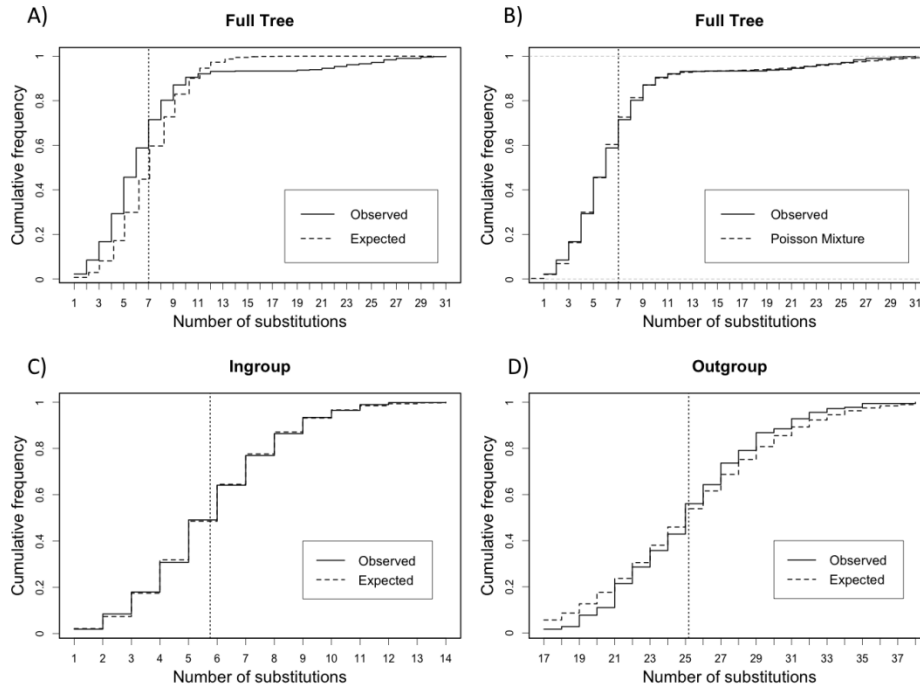 A)
Full Tree
Cumulative frequency
0 0.2 0.4 0.6 0.8 1
Observed
Expected
1 3 5 7 9 11 13 15 17 19 21 23 25 27 29 31
Number of substitutions
B)
Full Tree
Cumulative frequency
0 0.2 0.4 0.6 0.8 1
Observed
Poisson Mixture
1 3 5 7 9 11 13 15 17 19 21 23 25 27 29 31
Number of substitutions
C)
Ingroup
Cumulative frequency
0 0.2 0.4 0.6 0.8 1
Observed
Expected
1 2 3 4 5 6 7 8 9 10 11 12 13 14
Number of substitutions
D)
Outgroup
Cumulative frequency
0 0.2 0.4 0.6 0.8 1
Observed
Expected
17 19 21 23 25 27 29 31 33 35 37
Number of substitutions